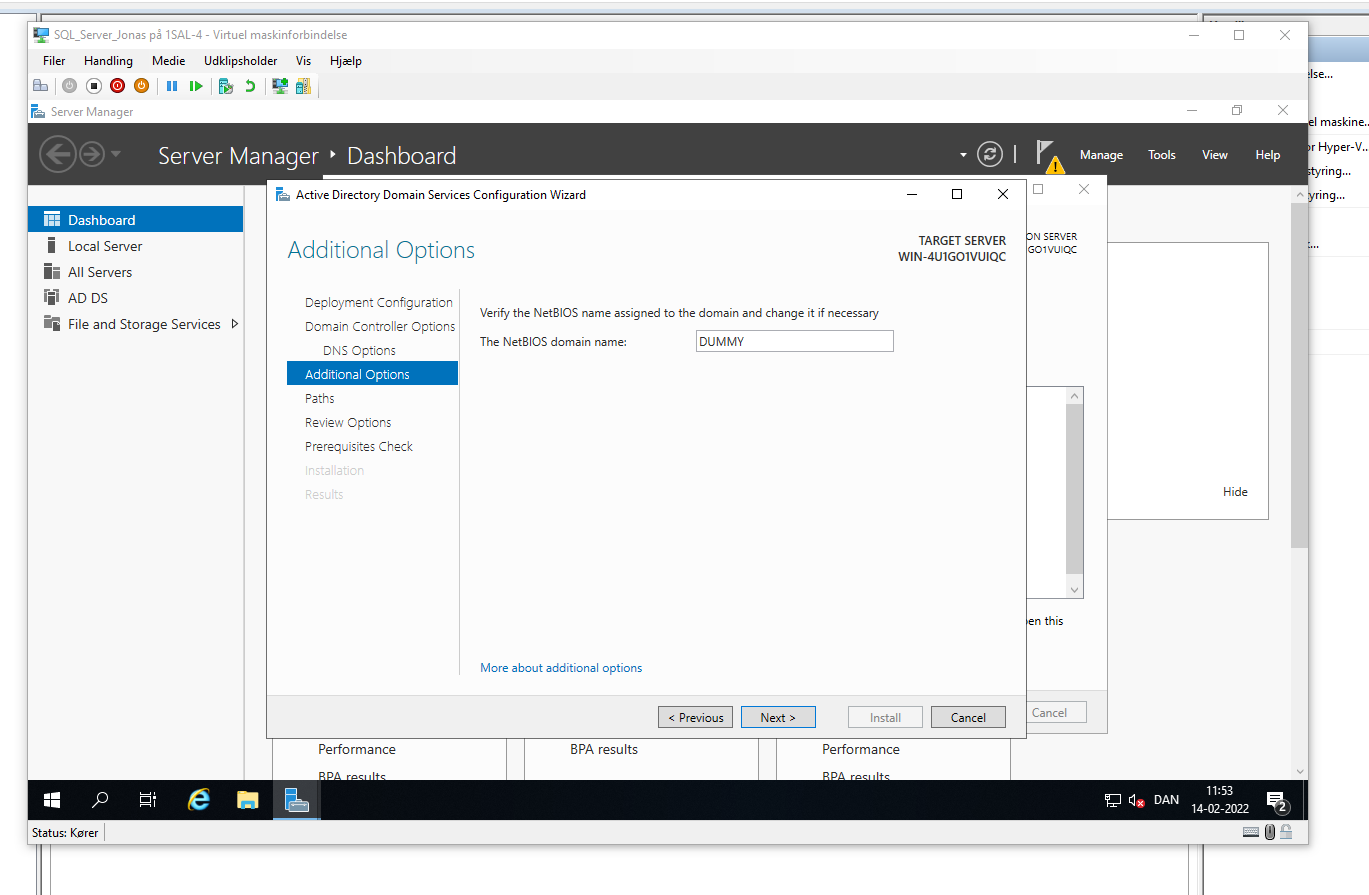 SQL_Server_Jonas på 1SAL-4 - Virtuel maskinforbindelse
Filer Handling Medie Udklipsholder Vis Hjælp
Server Manager
Server Manager Dashboard
Manage Tools View Help
Dashboard
Local Server
All Servers
AD DS
File and Storage Services
Active Directory Domain Services Configuration Wizard
Additional Options
TARGET SERVER
WIN-4U1GO1VUIQC
ON SERVER
GO1VUIQC
Deployment Configuration
Domain Controller Options
DNS Options
Additional Options
Paths
Review Options
Prerequisites Check
Installation
Results
Verify the NetBIOS name assigned to the domain and change it if necessary
The NetBIOS domain name: DUMMY
More about additional options
< Previous Next > Install Cancel
this
Cancel
Hide
Performance
BPA results
BPA results
Performance
BPA results
lse...
el maskine..
or Hyper-V..
styring...
yring...
DAN
11:53
14-02-2022
2
Status: Kører